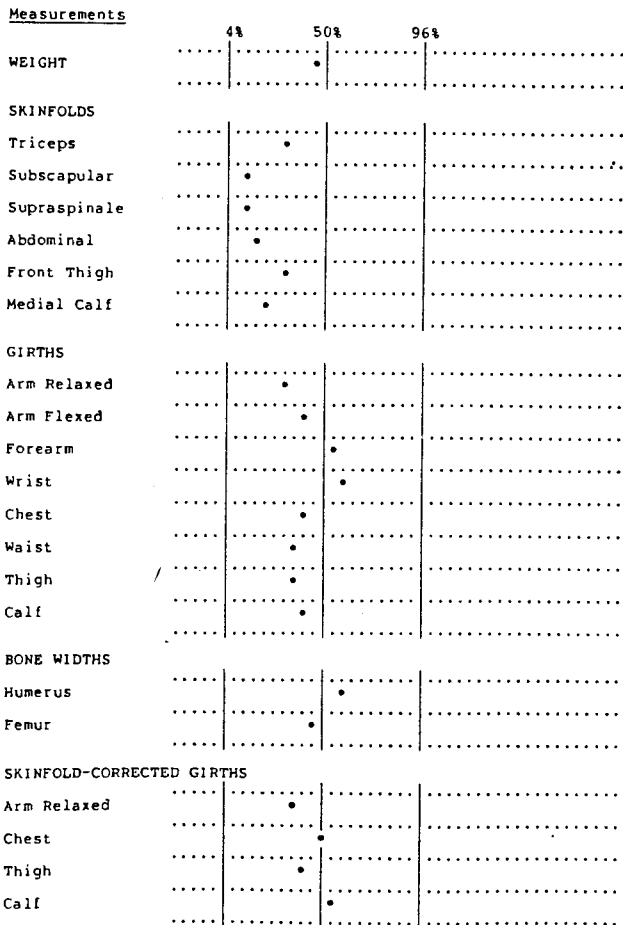 Measurements
4% 50% 96%
WEIGHT
SKINFOLDS
Triceps
Subscapular
Supraspinale
Abdominal
Front Thigh
Medial Calf
GIRTHS
Arm Relaxed
Arm Flexed
Forearm
Wrist
Chest
Waist
Thigh
Calf
BONE WIDTHS
Humerus
Femur
SKINFOLD-CORRECTED GIRTHS
Arm Relaxed
Chest
Thigh
Calf